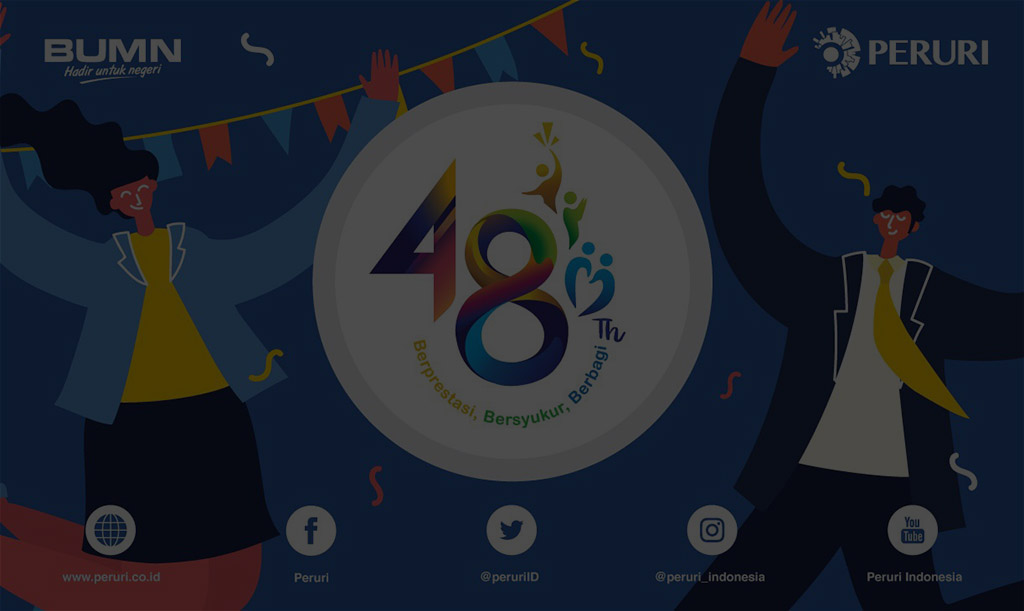 BUMN
Hadir untuk negeri
PERURI
48
Th
Berprestasi, Bersyukur, Berbagi
www.peruri.co.id
Peruri
@peruriID
@peruri_indonesia
You
Tube
Peruri Indonesia